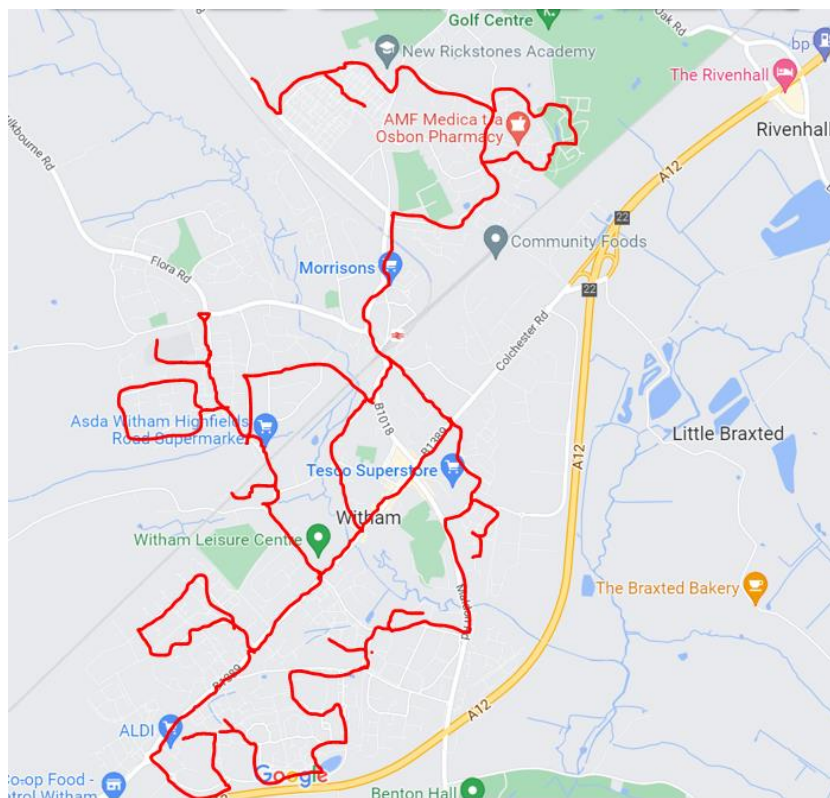 Golf Centre
Oak Rd
bp
New Rickstones Academy
The Rivenhall
AMF Medica t/a
Osbon Pharmacy
Rivenhall
A12
22
Community Foods
Flora Rd
Morrisons
22
Colchester Rd
B1018
Asda Witham Highfields
Road Supermarket
B1389
Little Braxted
A12
Tesco Superstore
Witham
Witham Leisure Centre
The Braxted Bakery
B1389
ALDI
A12
Google
Co-op Food -
Benton Hall